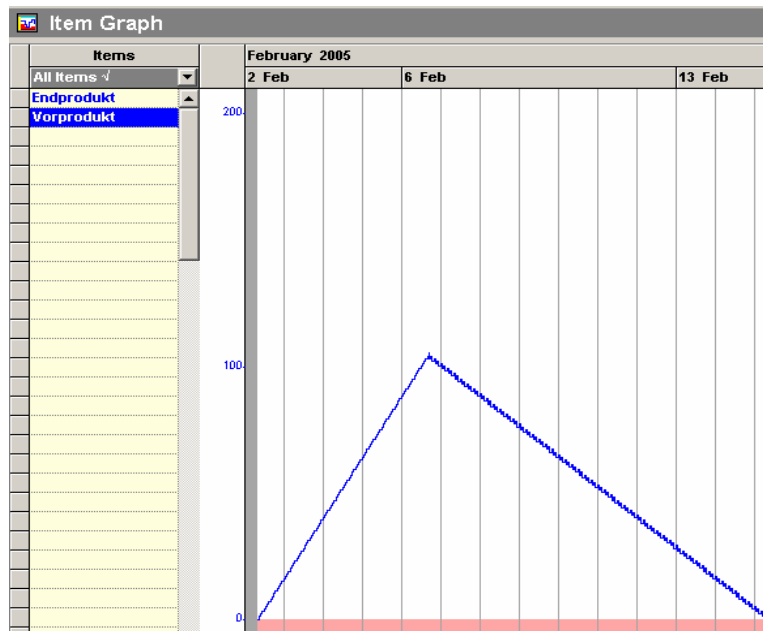 Item Graph
Items
February 2005
All Items √
2 Feb 6 Feb 13 Feb
Endprodukt
Vorprodukt
200
100
0